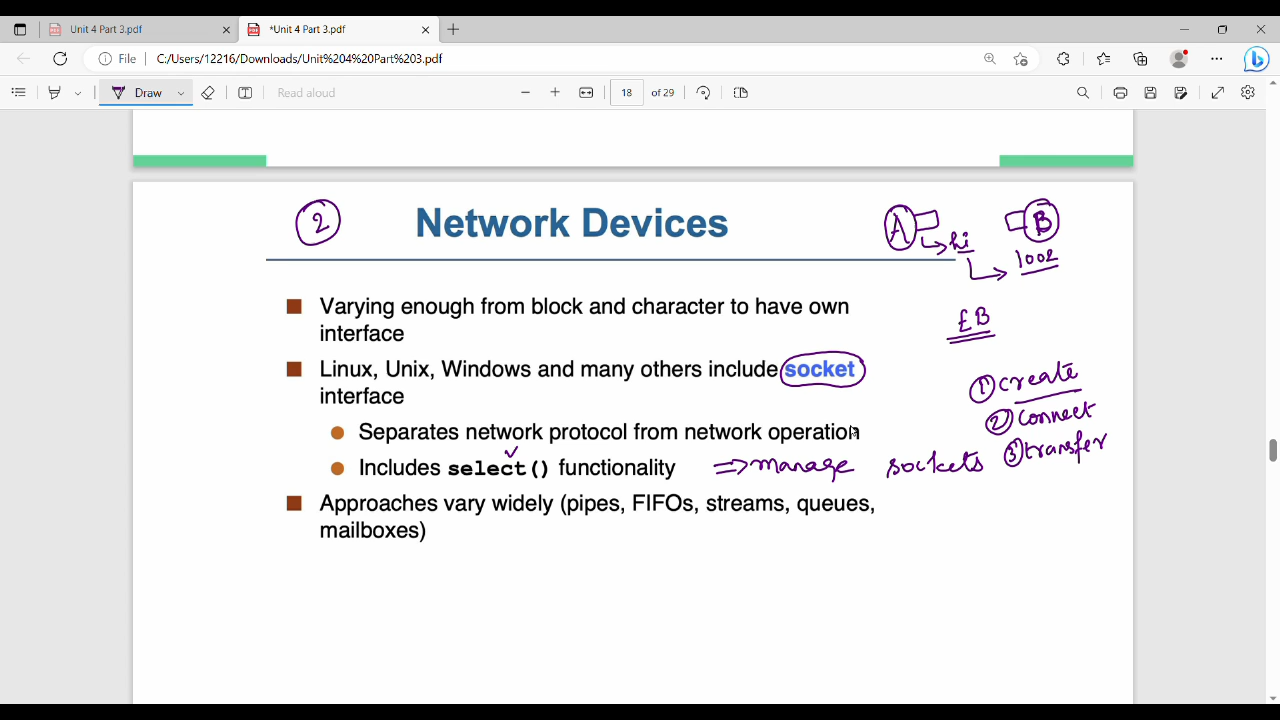 Unit 4 Part 3.pdf
*Unit 4 Part 3.pdf
File
C:/Users/12216/Downloads/Unit%204%20Part%203.pdf
Draw
Read aloud
18 of 29
2
Network Devices
A
B
hi
1002
Varying enough from block and character to have own
interface
£B
Linux, Unix, Windows and many others include socket
interface
① create
② connect
③ transfer
Separates network protocol from network operation
Includes select() functionality
⇒ manage sockets
Approaches vary widely (pipes, FIFOs, streams, queues,
mailboxes)